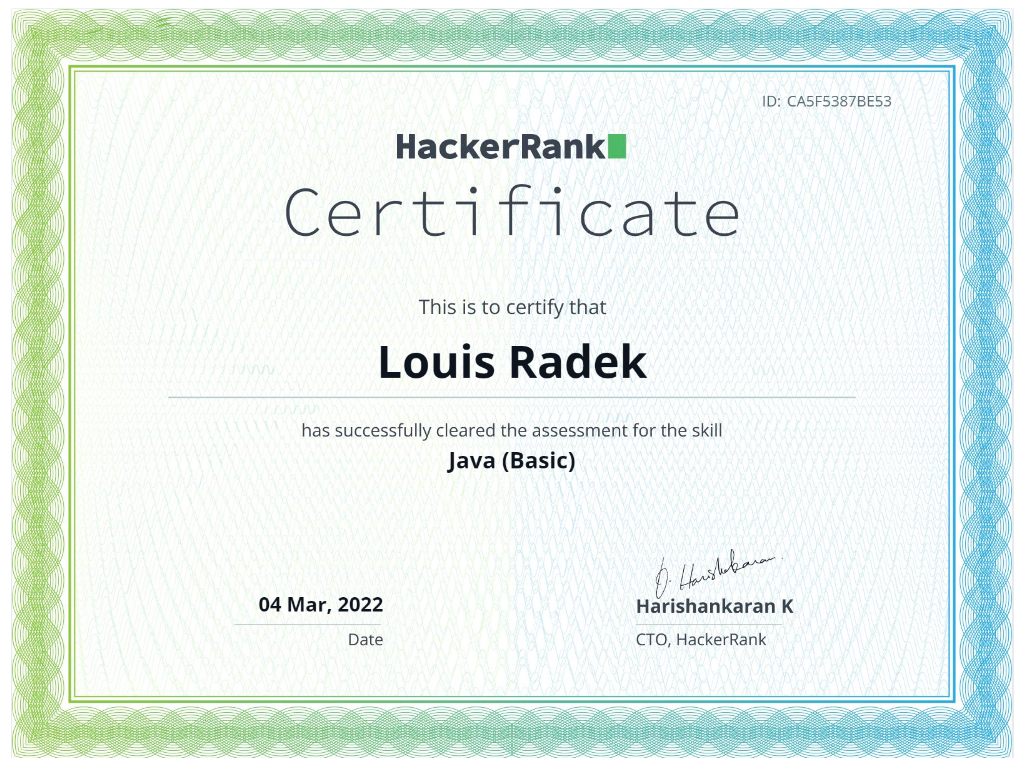 ID: CA5F5387BE53
HackerRank
Certificate
This is to certify that
Louis Radek
has successfully cleared the assessment for the skill
Java (Basic)
04 Mar, 2022
Date
Harishankaran K
CTO, HackerRank